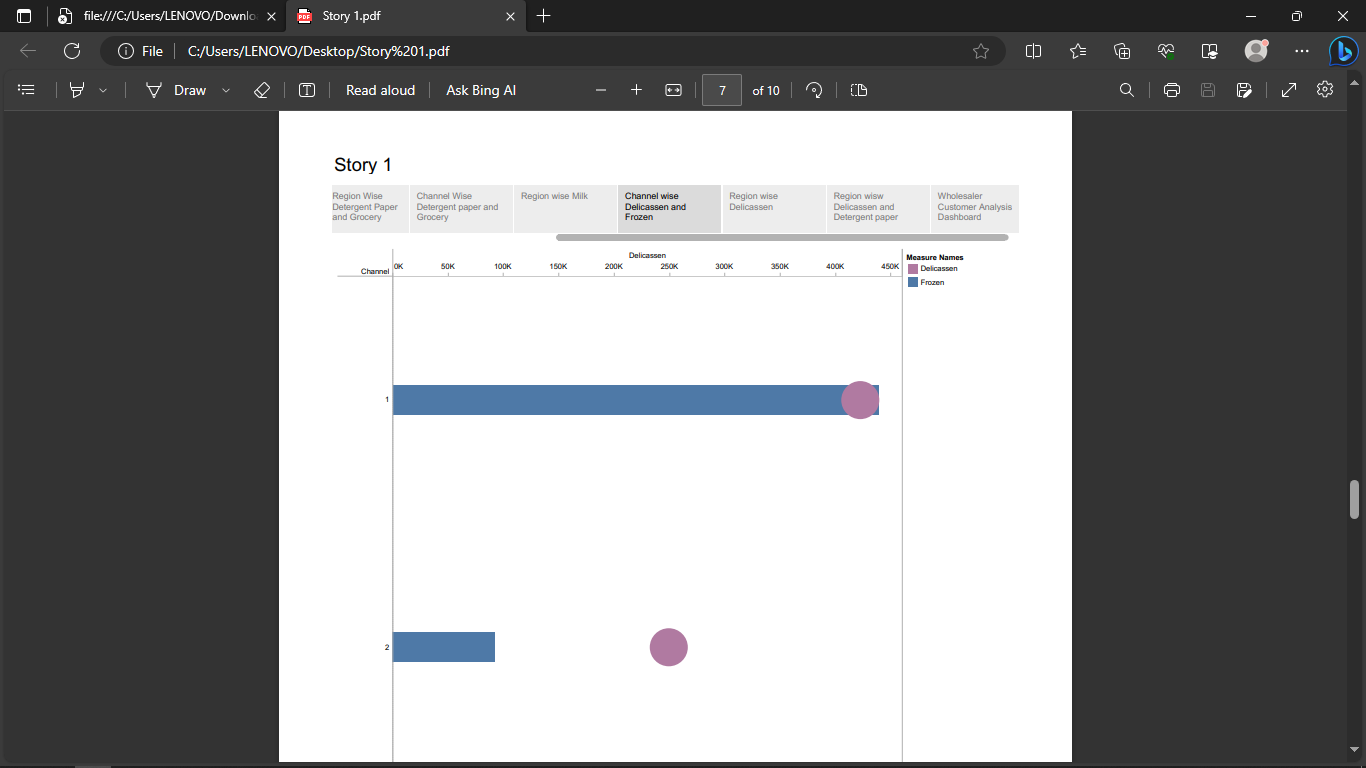 file:///C:/Users/LENOVO/Downlo
Story 1.pdf
File
C:/Users/LENOVO/Desktop/Story%201.pdf
Draw
Read aloud
Ask Bing AI
7
of 10
Story 1
Region Wise
Detergent Paper
and Grocery
Channel Wise
Detergent paper and
Grocery
Region wise Milk
Channel wise
Delicassen and
Frozen
Region wise
Delicassen
Region wisw
Delicassen and
Detergent paper
Wholesaler
Customer Analysis
Dashboard
Delicassen
Channel
0K 50K 100K 150K 200K 250K 300K 350K 400K 450K
Measure Names
Delicassen
Frozen
1
2